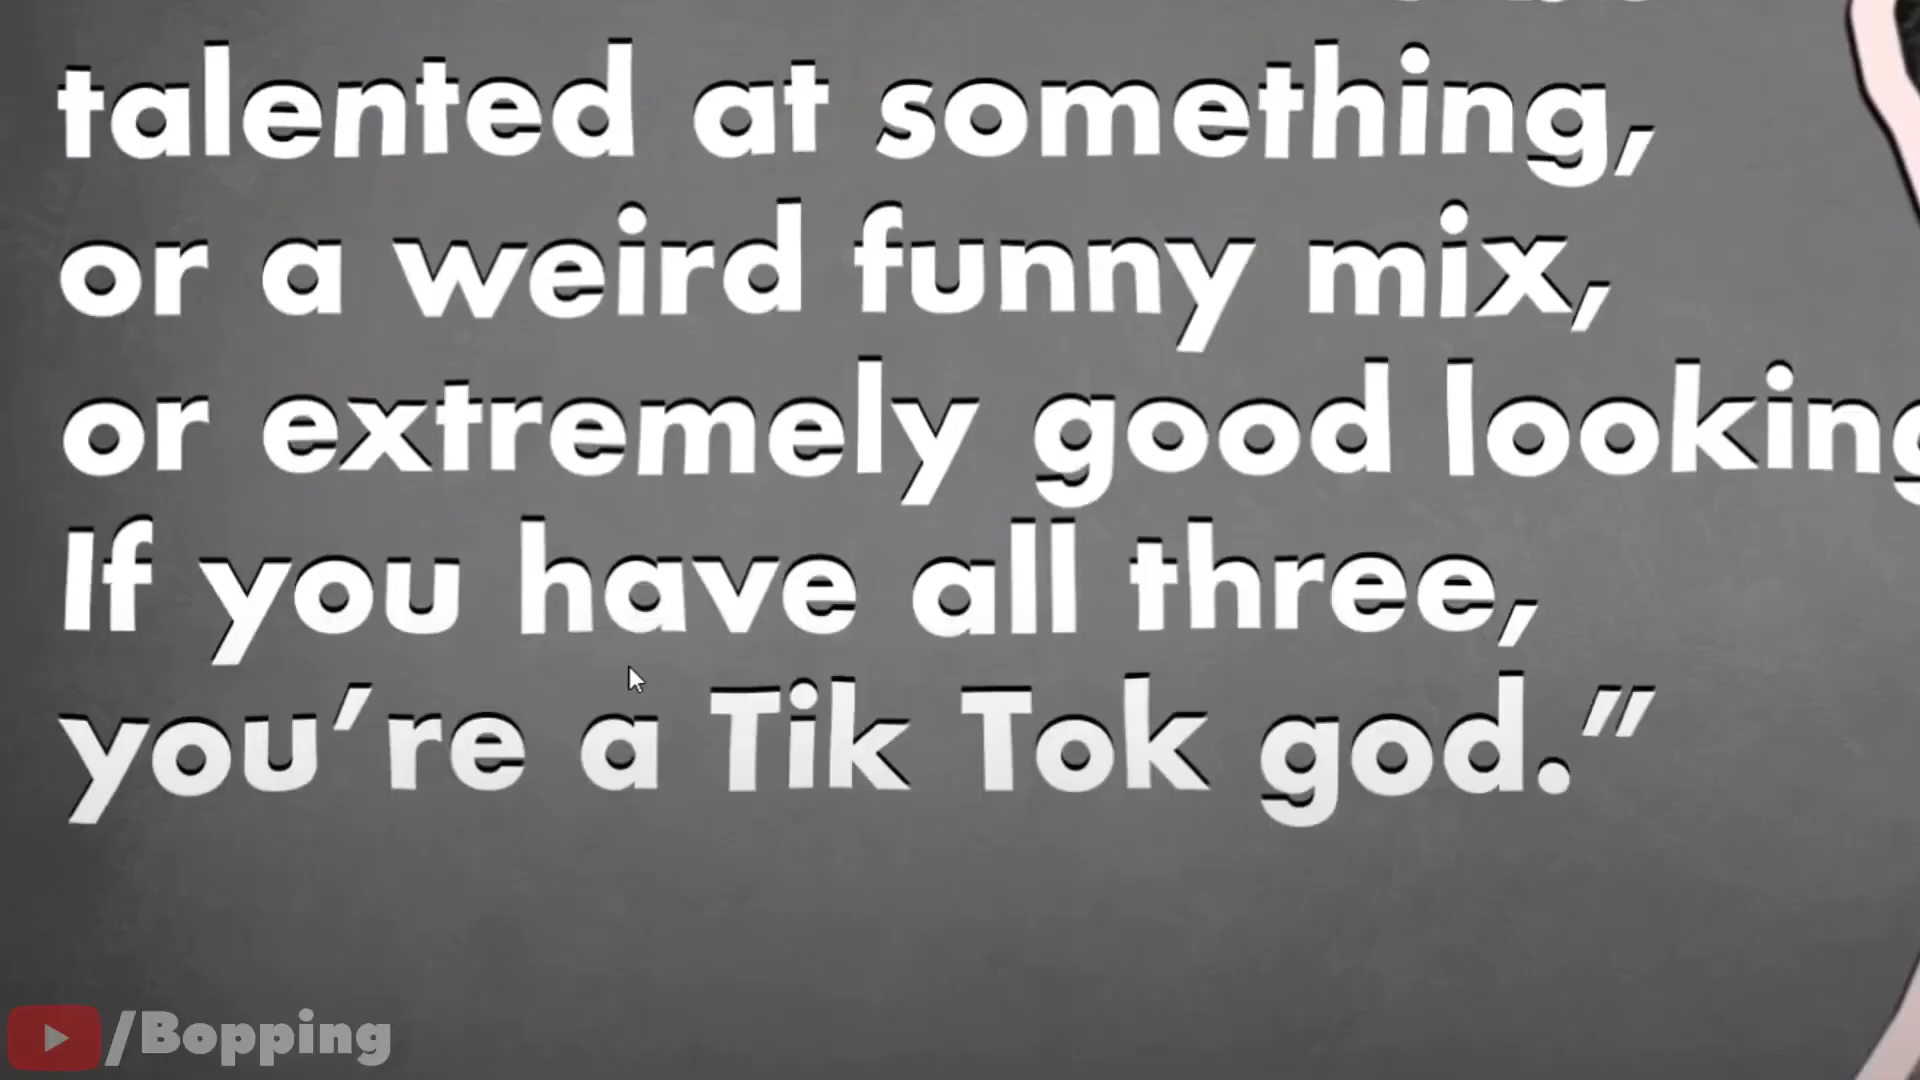 talented at something,
or a weird funny mix,
or extremely good looking
If you have all three,
you're a Tik Tok god.”
/Bopping